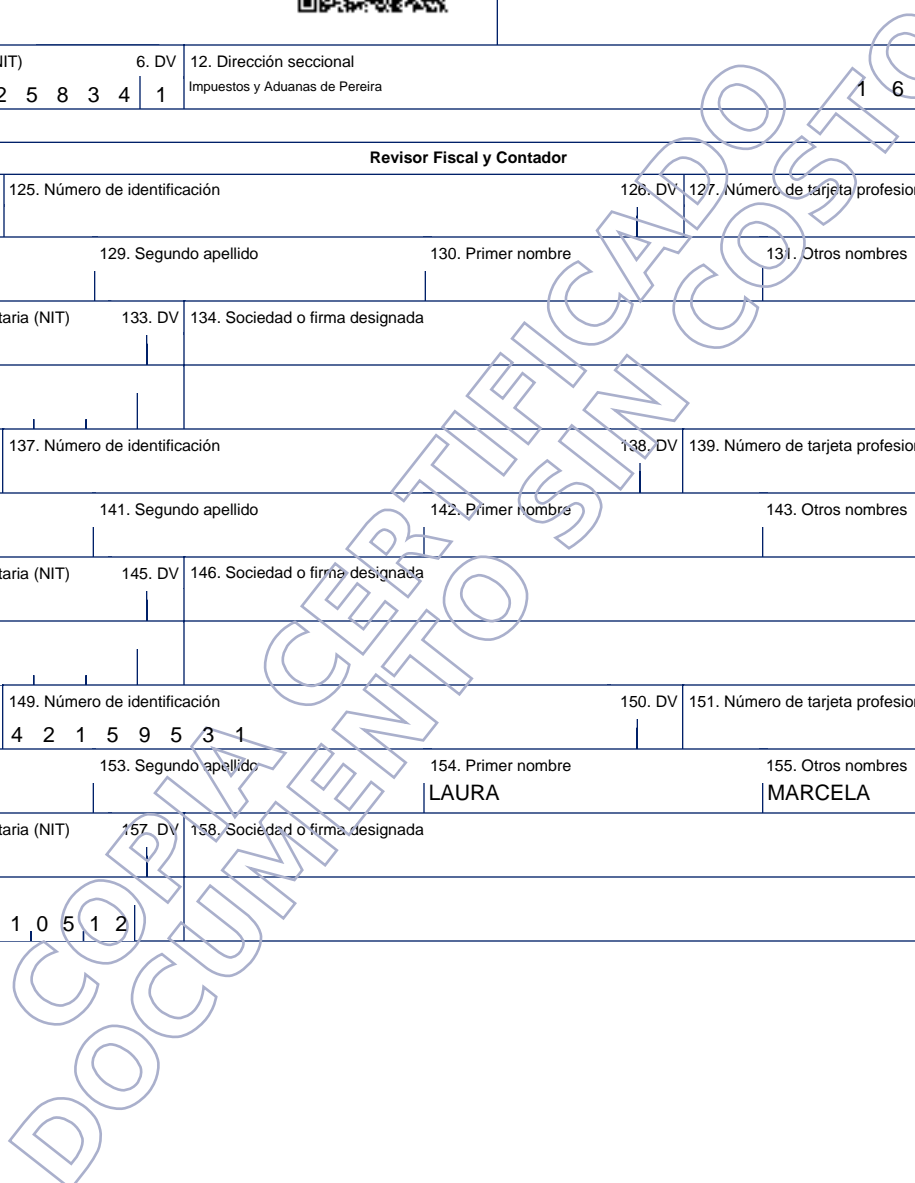 IT) 6. DV 12. Dirección seccional
2 5 8 3 4 1 Impuestos y Aduanas de Pereira 1 6
Revisor Fiscal y Contador
125. Número de identificación 126. DV 127. Número de tarjeta profesion
129. Segundo apellido 130. Primer nombre 131. Otros nombres
taria (NIT) 133. DV 134. Sociedad o firma designada
137. Número de identificación 138. DV 139. Número de tarjeta profesion
141. Segundo apellido 142. Primer nombre 143. Otros nombres
taria (NIT) 145. DV 146. Sociedad o firma designada
149. Número de identificación 150. DV 151. Número de tarjeta profesion
4 2 1 5 9 5 3 1
153. Segundo apellido 154. Primer nombre 155. Otros nombres
LAURA MARCELA
taria (NIT) 157. DV 158. Sociedad o firma designada
1 0 5 1 2
COPIA CERTIFICADO
DOCUMENTO SIN COSTO